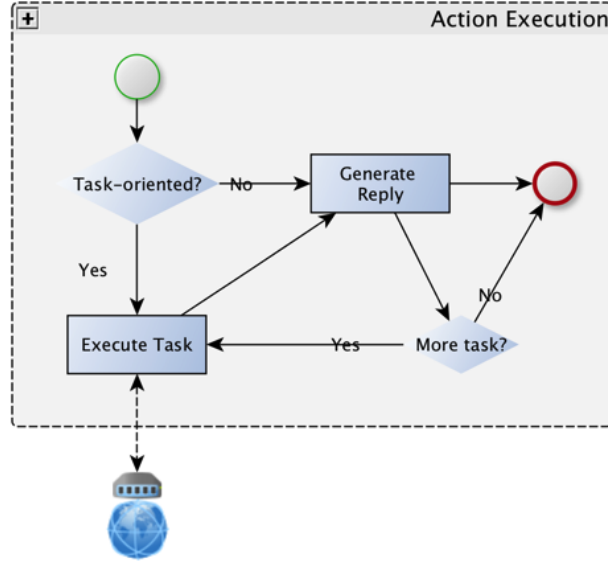 Action Execution
Task-oriented?
No
Generate
Reply
Yes
No
Execute Task
Yes
More task?